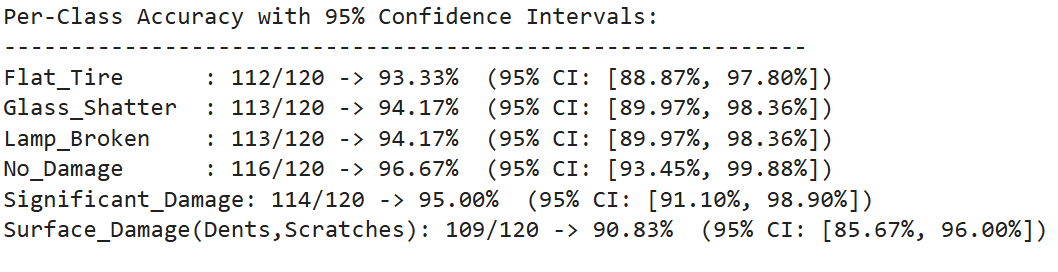 Per-Class Accuracy with 95% Confidence Intervals:
------------------------------------------------------------
Flat_Tire      : 112/120 -> 93.33%  (95% CI: [88.87%, 97.80%])
Glass_Shatter  : 113/120 -> 94.17%  (95% CI: [89.97%, 98.36%])
Lamp_Broken    : 113/120 -> 94.17%  (95% CI: [89.97%, 98.36%])
No_Damage      : 116/120 -> 96.67%  (95% CI: [93.45%, 99.88%])
Significant_Damage: 114/120 -> 95.00%  (95% CI: [91.10%, 98.90%])
Surface_Damage(Dents,Scratches): 109/120 -> 90.83%  (95% CI: [85.67%, 96.00%])